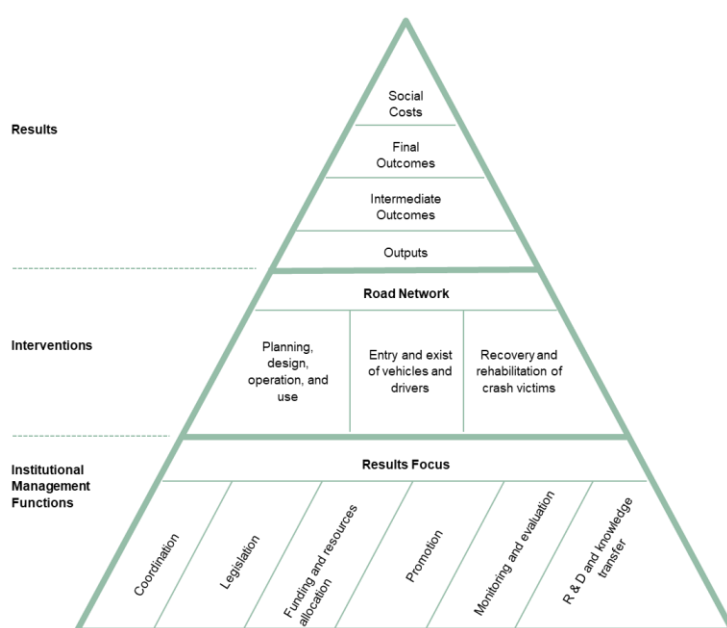 Results
Social
Costs
Final
Outcomes
Intermediate
Outcomes
Outputs
Interventions
Road Network
Planning,
design,
operation, and
use
Entry and exist
of vehicles and
drivers
Recovery and
rehabilitation of
crash victims
Institutional
Management
Functions
Results Focus
Coordination
Legislation
Funding and resources
allocation
Promotion
Monitoring and evaluation
R & D and knowledge
transfer